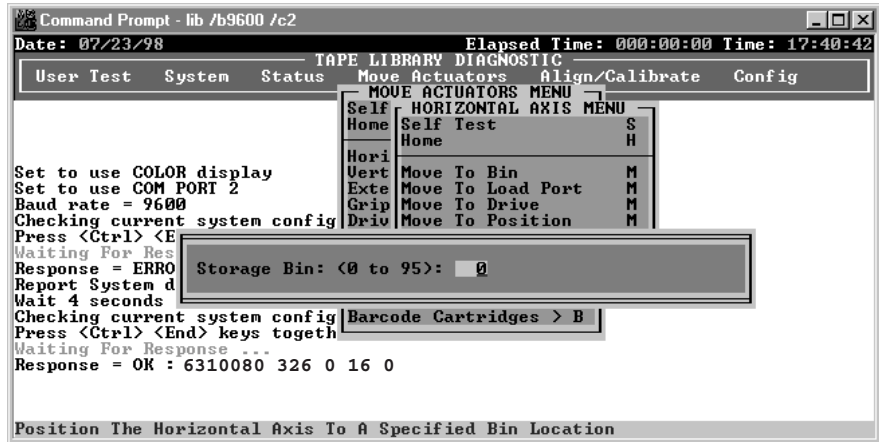 Command Prompt - lib /b9600 /c2
Date: 07/23/98 Elapsed Time: 000:00:00 Time: 17:40:42
TAPE LIBRARY DIAGNOSTIC
User Test System Status Move Actuators Align/Calibrate Config
MOVE ACTUATORS MENU
Self
HORIZONTAL AXIS MENU
Home
Self Test S
Home H
Hori
Vert
Move To Bin M
Exte
Move To Load Port M
Grip
Move To Drive M
Driv
Move To Position M
Set to use COLOR display
Set to use COM PORT 2
Baud rate = 9600
Checking current system config
Press <Ctrl> <E
Waiting For Res
Response = ERRO
Storage Bin: (0 to 95): 0
Report System d
Wait 4 seconds
Checking current system config
Barcode Cartridges > B
Press <Ctrl> <End> keys togeth
Waiting For Response ...
Response = OK : 6310080 326 0 16 0
Position The Horizontal Axis To A Specified Bin Location